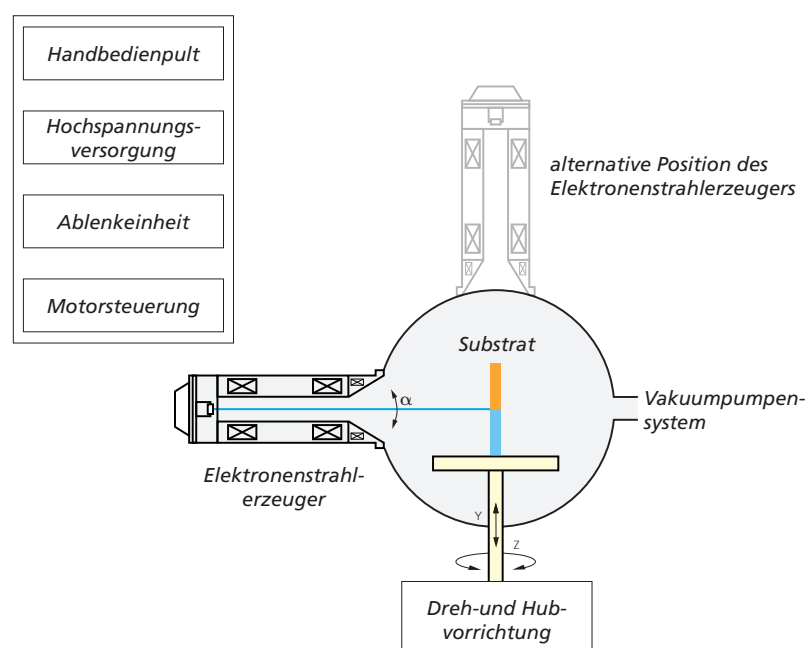 Handbedienpult
Hochspannungs-
versorgung
Ablenkeinheit
Motorsteuerung
alternative Position des
Elektronenstrahlerzeugers
Substrat
α
Vakuumpumpen-
system
Elektronenstrahl-
erzeuger
Y
Z
Dreh-und Hub-
vorrichtung